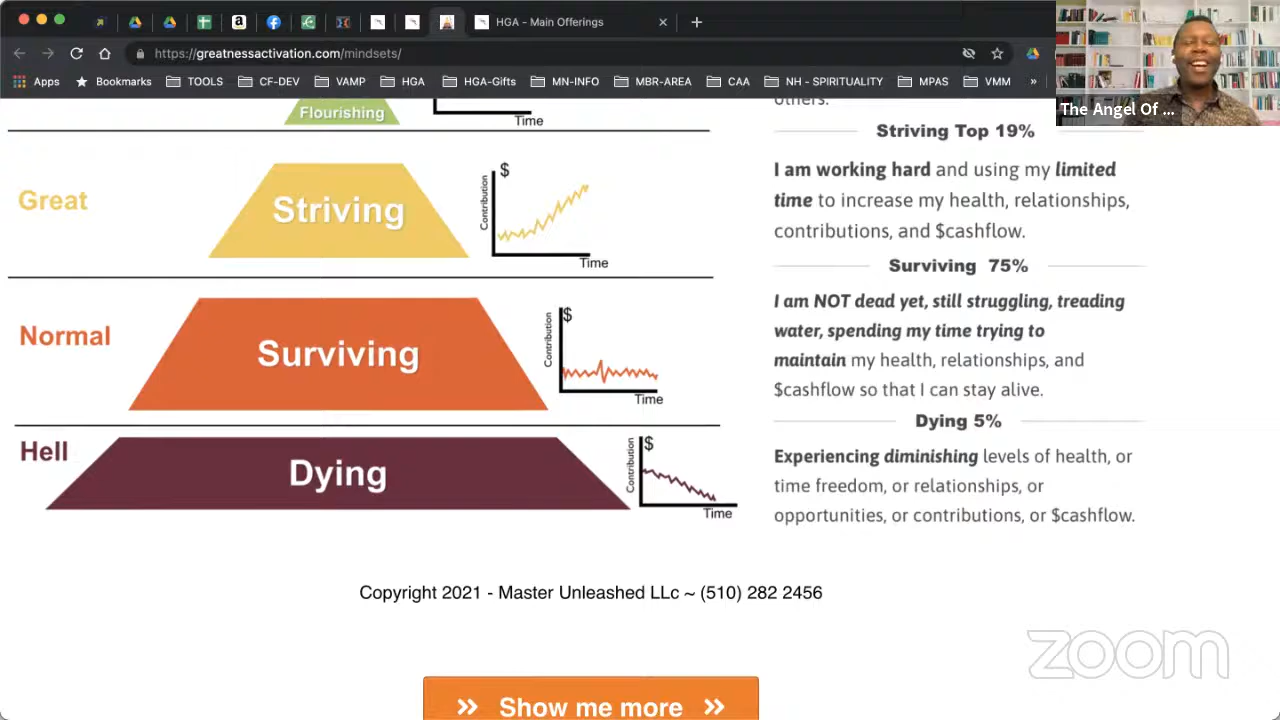 HGA - Main Offerings
https://greatnessactivation.com/mindsets/
Apps
Bookmarks
TOOLS
CF-DEV
VAMP
HGA
HGA-Gifts
MN-INFO
MBR-AREA
CAA
NH - SPIRITUALITY
MPAS
VMM
»
The Angel Of ...
Flourishing
Time
others.
Striving Top 19%
Great
Striving
$
Contribution
Time
I am working hard and using my limited
time to increase my health, relationships,
contributions, and $cashflow.
Surviving 75%
Normal
Surviving
$
Contribution
Time
I am NOT dead yet, still struggling, treading
water, spending my time trying to
maintain my health, relationships, and
$cashflow so that I can stay alive.
Dying 5%
Hell
Dying
$
Contribution
Time
Experiencing diminishing levels of health, or
time freedom, or relationships, or
opportunities, or contributions, or $cashflow.
Copyright 2021 - Master Unleashed LLc ~ (510) 282 2456
zoom
» Show me more »